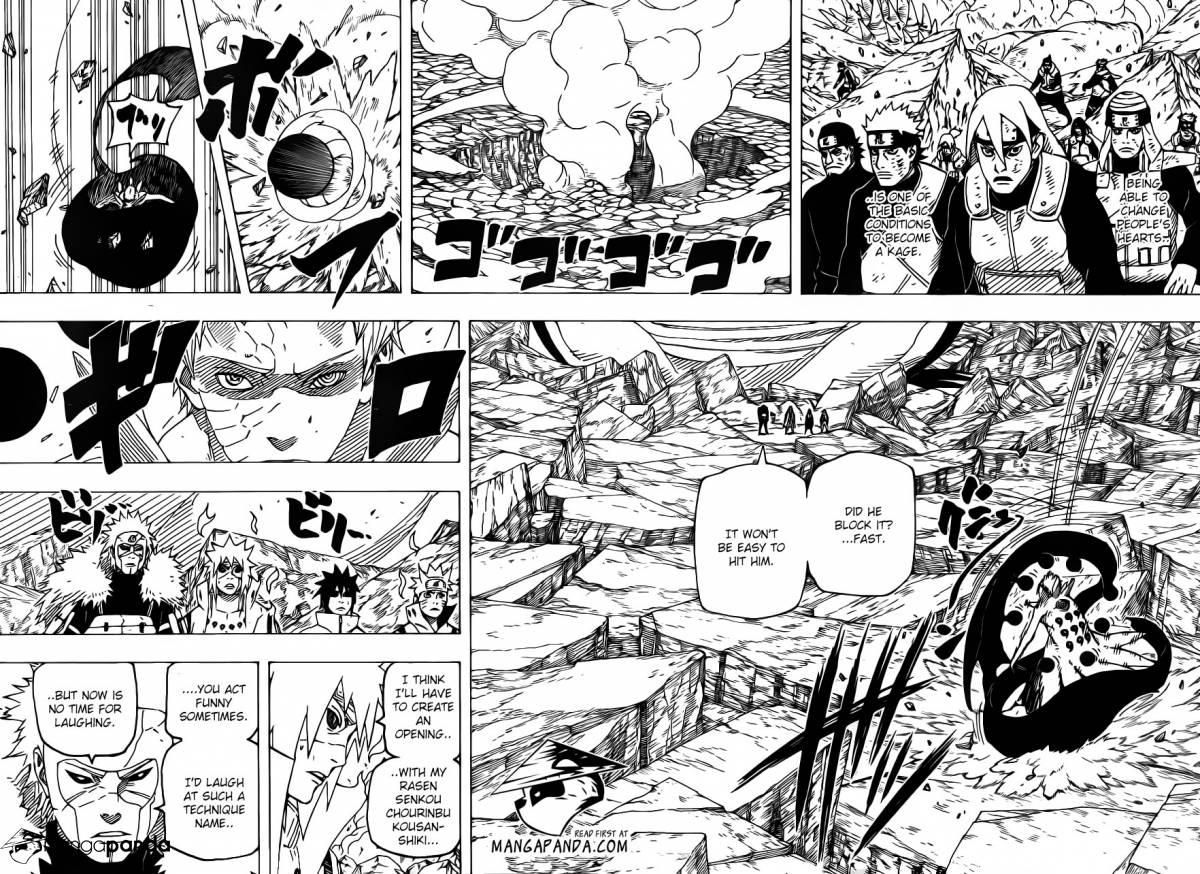 BEING
ABLE TO
CHANGE
PEOPLE'S
HEARTS..
..IS ONE OF
THE BASIC
CONDITIONS
TO BECOME
A KAGE.
ゴゴゴゴ
ボ
フ
DID HE
BLOCK IT?
...FAST.
IT WON'T
BE EASY TO
HIT HIM.
ギロ
ビリ
ビリー
I THINK
I'LL HAVE
TO CREATE
AN
OPENING..
..WITH MY
RASEN
SENKOU
CHOURINBU
KOUSAN-
SHIKI...
....YOU ACT
FUNNY
SOMETIMES.
I'D LAUGH
AT SUCH A
TECHNIQUE
NAME..
..BUT NOW IS
NO TIME FOR
LAUGHING.
READ FIRST AT
MANGAPANDA.COM
mangapanda